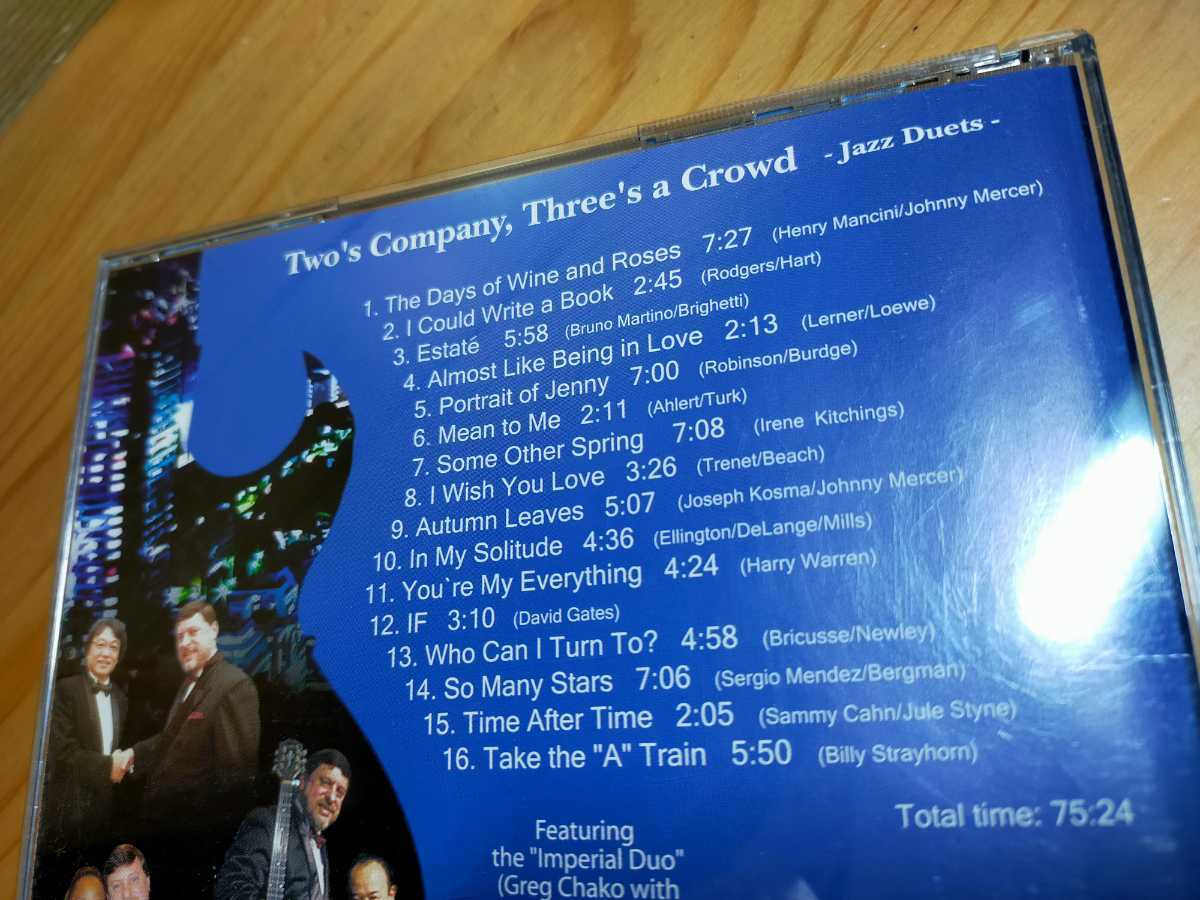 Two's Company, Three's a Crowd - Jazz Duets -
1. The Days of Wine and Roses 7:27 (Henry Mancini/Johnny Mercer)
2. I Could Write a Book 2:45 (Rodgers/Hart)
3. Estaté 5:58 (Bruno Martino/Brighetti)
4. Almost Like Being in Love 2:13 (Lerner/Loewe)
5. Portrait of Jenny 7:00 (Robinson/Burdge)
6. Mean to Me 2:11 (Ahlert/Turk)
7. Some Other Spring 7:08 (Irene Kitchings)
8. I Wish You Love 3:26 (Trenet/Beach)
9. Autumn Leaves 5:07 (Joseph Kosma/Johnny Mercer)
10. In My Solitude 4:36 (Ellington/DeLange/Mills)
11. You`re My Everything 4:24 (Harry Warren)
12. IF 3:10 (David Gates)
13. Who Can I Turn To? 4:58 (Bricusse/Newley)
14. So Many Stars 7:06 (Sergio Mendez/Bergman)
15. Time After Time 2:05 (Sammy Cahn/Jule Styne)
16. Take the "A" Train 5:50 (Billy Strayhorn)
Total time: 75:24
Featuring
the "Imperial Duo"
(Greg Chako with